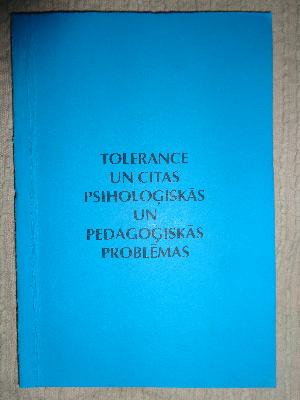 TOLERANCE
UN CITAS
PSIHOLOĢISKĀS
UN
PEDAGOĢISKĀS
PROBLĒMAS